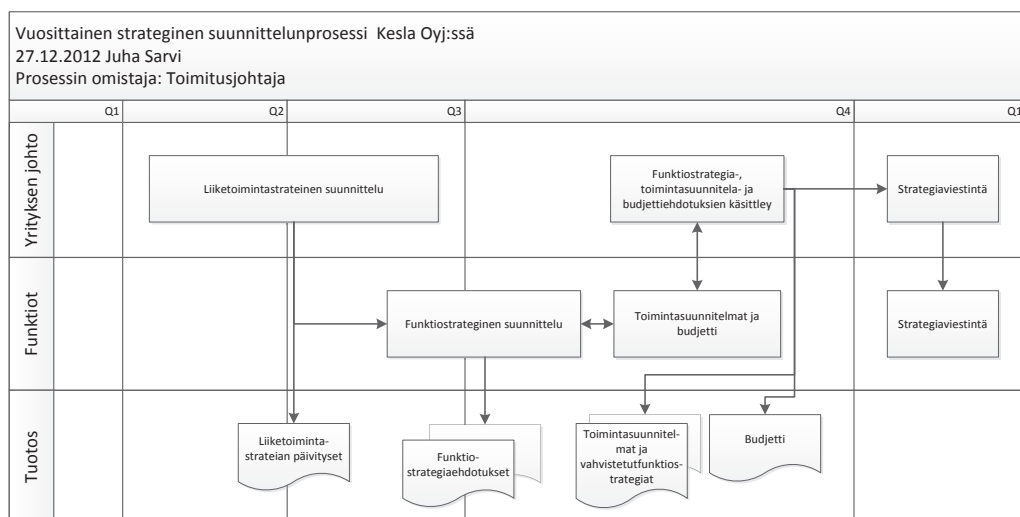 Vuosittainen strateginen suunnittelunprosessi Kesla Oyj:ssä
27.12.2012 Juha Sarvi
Prosessin omistaja: Toimitusjohtaja
Q1
Q2
Q3
Q4
Q1
Yrityksen johto
Liiketoimintastrateinen suunnittelu
Funktiostrategia-,
toimintasuunnitela- ja
budjettiehdotuksien käsittley
Strategiaviestintä
Funktiot
Funktiostrateginen suunnittelu
Toimintasuunnitelmat ja
budjetti
Strategiaviestintä
Tuotos
Liiketoiminta-
strateian päivitykset
Funktio-
strategiaehdotukset
Toimintasuunnitel-
mat ja
vahvistetutfunktios-
trategiat
Budjetti